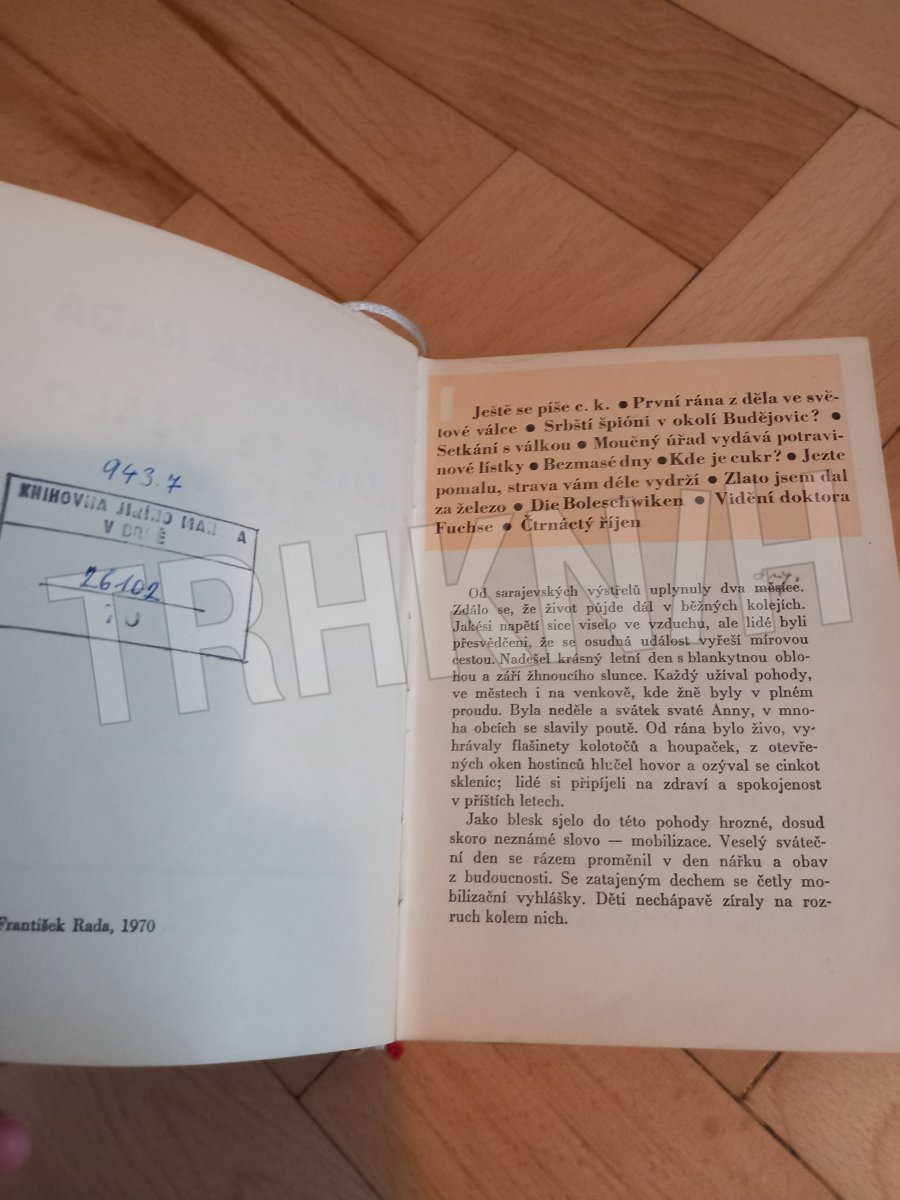 943.7
KNIHOVNA
A
26102
František Rada, 1970
Ještě se píše c. k. ● První rána z děla ve svě-
tové válce ● Srbští špióni v okolí Budějovic? ●
Setkání s válkou ● Moučný úřad vydává potravi-
nové lístky ● Bezmasé dny ● Kde je cukr? ● Jezte
pomalu, strava vám déle vydrží ● Zlato jsem dal
za železo ● Die Boleschwiken ● Vidění doktora
Fuchse ● Čtrnáctý říjen
Od sarajevských výstřelů uplynuly dva měsíce.
Zdálo se, že život půjde dál v běžných kolejích.
Jakési napětí sice viselo ve vzduchu, ale lidé byli
přesvědčeni, že se osudná událost vyřeší mírovou
cestou. Nadešel krásný letní den s blankytnou oblo-
hou a září žhnoucího slunce. Každý užíval pohody,
ve městech i na venkově, kde žně byly v plném
proudu. Byla neděle a svátek svaté Anny, v mno-
ha obcích se slavily poutě. Od rána bylo živo, vy-
hrávaly flašinety kolotočů a houpaček, z otevře-
ných oken hostinců hlučel hovor a ozýval se cinkot
sklenic; lidé si připíjeli na zdraví a spokojenost
v příštích letech.
Jako blesk sjelo do této pohody hrozné, dosud
skoro neznámé slovo — mobilizace. Veselý sváteč-
ní den se rázem proměnil v den nářku a obav
z budoucnosti. Se zatajeným dechem se četly mo-
bilizační vyhlášky. Děti nechápavě zíraly na roz-
ruch kolem nich.
TRHKNIH